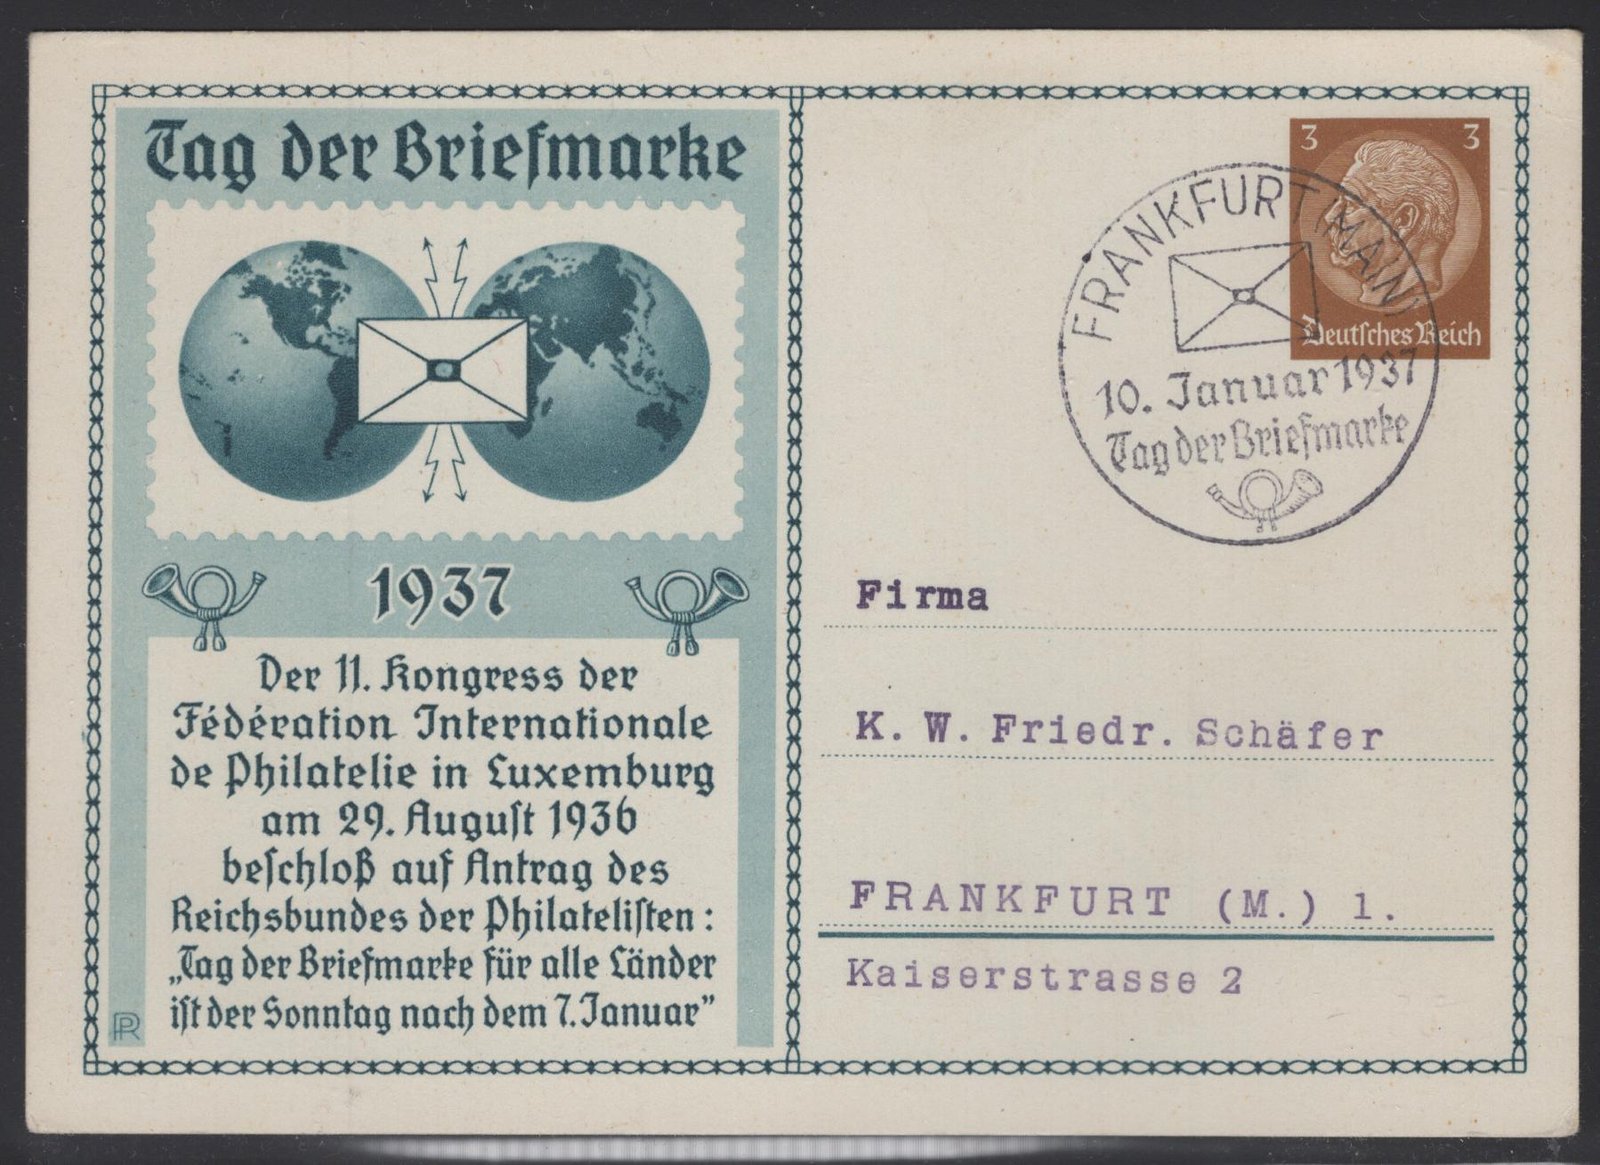 Tag der Briefmarke
1937
Der 11. Kongress der
Fédération Internationale
de Philatelie in Luxemburg
am 29. August 1936
beschloß auf Antrag des
Reichsbundes der Philatelisten:
„Tag der Briefmarke für alle Länder
ist der Sonntag nach dem 7. Januar”
PR
3 3
Deutsches Reich
FRANKFURT (MAIN)
10. Januar 1937
Tag der Briefmarke
Firma
K. W. Friedr. Schäfer
FRANKFURT (M.) 1.
Kaiserstrasse 2